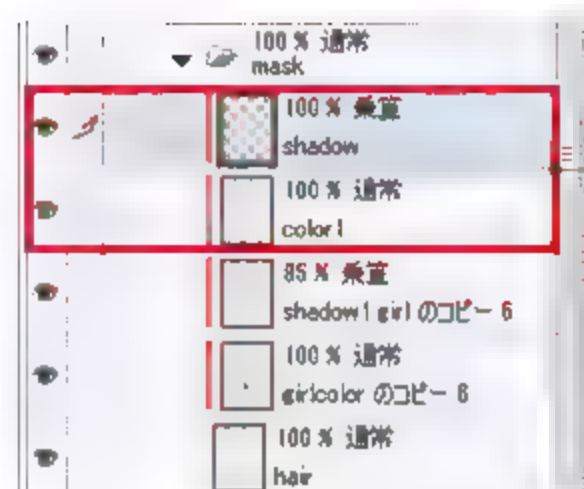 100 % 通常
mask
100 % 乗算
shadow
100 % 通常
color1
85 % 乗算
shadow1 girl のコピー 6
100 % 通常
girlcolor のコピー 6
100 % 通常
hair